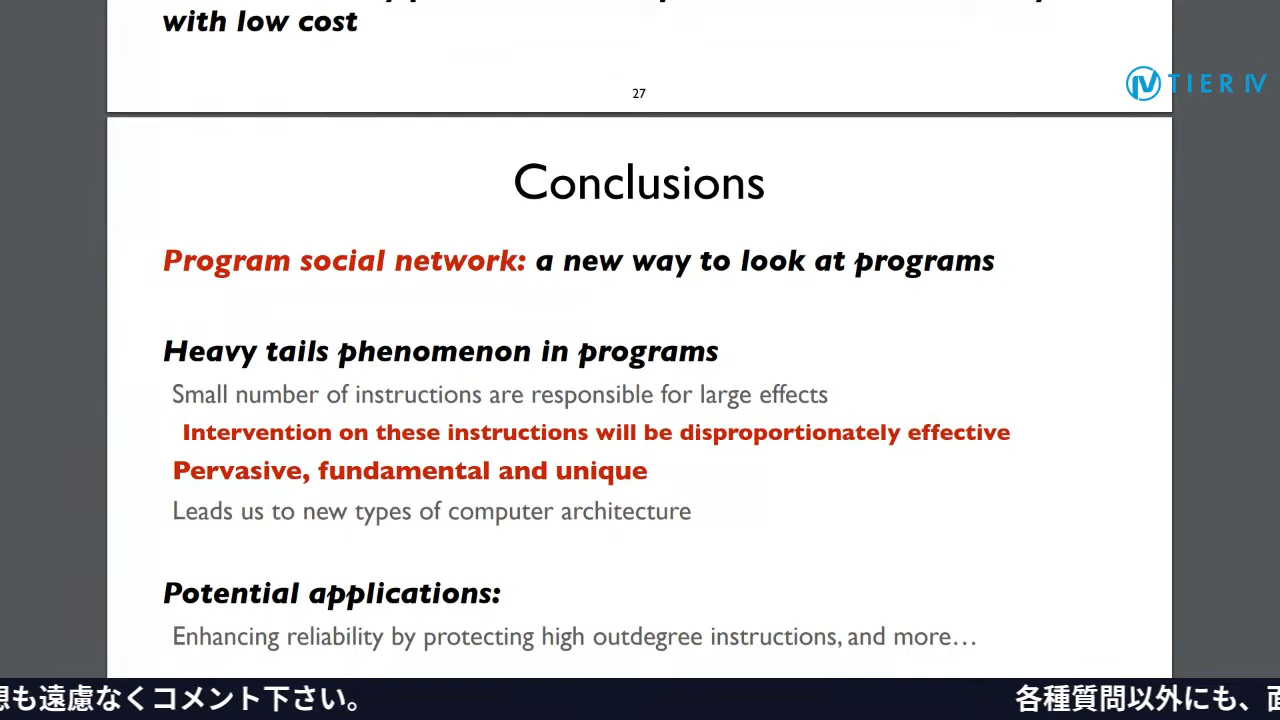 with low cost
27
TIER IV
Conclusions
Program social network: a new way to look at programs
Heavy tails phenomenon in programs
Small number of instructions are responsible for large effects
Intervention on these instructions will be disproportionately effective
Pervasive, fundamental and unique
Leads us to new types of computer architecture
Potential applications:
Enhancing reliability by protecting high outdegree instructions, and more…
想も遠慮なくコメント下さい。 各種質問以外にも、面